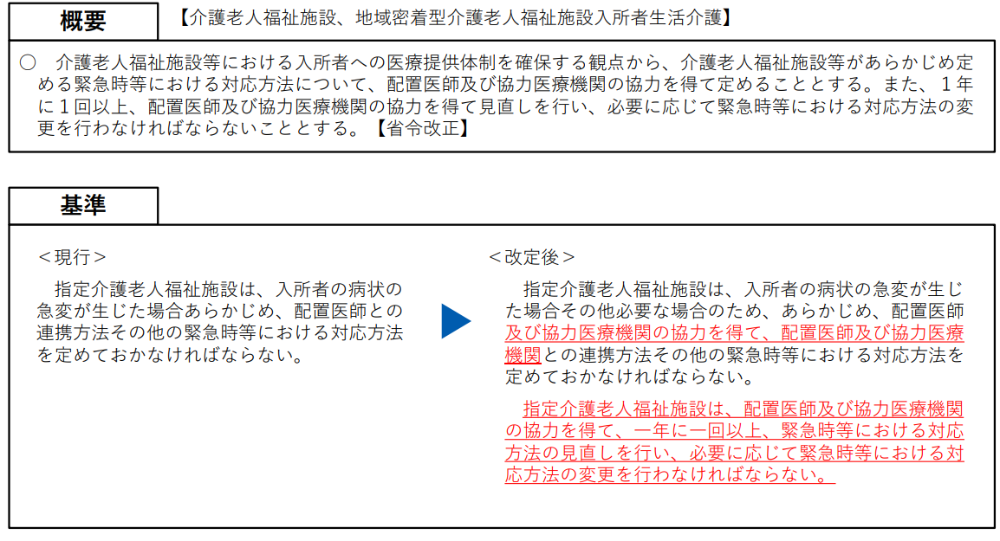 概要
【介護老人福祉施設、地域密着型介護老人福祉施設入所者生活介護】
○　介護老人福祉施設等における入所者への医療提供体制を確保する観点から、介護老人福祉施設等があらかじめ定
める緊急時等における対応方法について、配置医師及び協力医療機関の協力を得て定めることとする。また、１年
に１回以上、配置医師及び協力医療機関の協力を得て見直しを行い、必要に応じて緊急時等における対応方法の変
更を行わなければならないこととする。【省令改正】
基準
＜現行＞
指定介護老人福祉施設は、入所者の病状の
急変が生じた場合あらかじめ、配置医師との
連携方法その他の緊急時等における対応方法
を定めておかなければならない。
＜改定後＞
指定介護老人福祉施設は、入所者の病状の急変が生じ
た場合その他必要な場合のため、あらかじめ、配置医師
及び協力医療機関の協力を得て、配置医師及び協力医療
機関との連携方法その他の緊急時等における対応方法を
定めておかなければならない。
指定介護老人福祉施設は、配置医師及び協力医療機関
の協力を得て、一年に一回以上、緊急時等における対応
方法の見直しを行い、必要に応じて緊急時等における対
応方法の変更を行わなければならない。